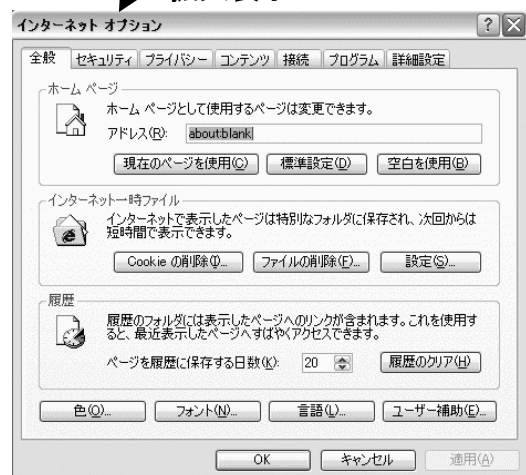 インターネット オプション
全般 セキュリティ プライバシー コンテンツ 接続 プログラム 詳細設定
ホーム ページ
ホーム ページとして使用するページは変更できます。
アドレス(R): aboutblank
現在のページを使用(C) 標準設定(D) 空白を使用(B)
インターネット一時ファイル
インターネットで表示したページは特別なフォルダに保存され、次回からは
短時間で表示できます。
Cookie の削除(I)... ファイルの削除(F)... 設定(S)...
履歴
履歴のフォルダには表示したページへのリンクが含まれます。これを使用す
ると、最近表示したページへすばやくアクセスできます。
ページを履歴に保存する日数(K): 20 履歴のクリア(H)
色(O)... フォント(N)... 言語(L)... ユーザー補助(E)...
OK キャンセル 適用(A)